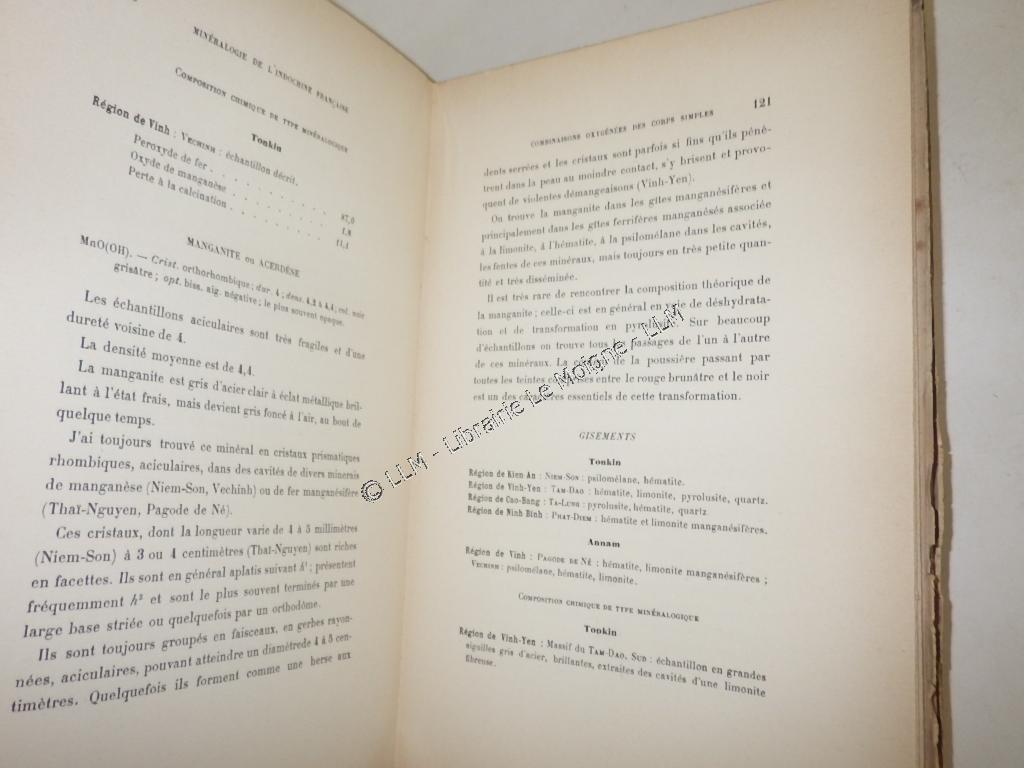 MINÉRALOGIE DE L'INDOCHINE FRANÇAISE
COMPOSITION CHIMIQUE DE TYPE MINÉRALOGIQUE
Tonkin
Région de Vinh : VECHINH : échantillon décrit.
Peroxyde de fer . . . . . . . . 87,0
Oxyde de manganèse . . . . . . . 1,8
Perte à la calcination . . . . . . . 11,1
MANGANITE OU ACERDÈSE
MnO(OH). — Crist. orthorhombique ; dur. 4 ; dens. 4,2 à 4,4 ; col. noir
grisâtre ; opt. biss. aig. négative ; le plus souvent opaque.
Les échantillons aciculaires sont très fragiles et d'une
dureté voisine de 4.
La densité moyenne est de 4,4.
La manganite est gris d'acier clair à éclat métallique bril-
lant à l'état frais, mais devient gris foncé à l'air, au bout de
quelque temps.
J'ai toujours trouvé ce minéral en cristaux prismatiques
rhombiques, aciculaires, dans des cavités de divers minerais
de manganèse (Niem-Son, Vechinh) ou de fer manganésifère
(Thaï-Nguyen, Pagode de Né).
Ces cristaux, dont la longueur varie de 4 à 5 millimètres
(Niem-Son) à 3 ou 4 centimètres (Thaï-Nguyen) sont riches
en facettes. Ils sont en général aplatis suivant h¹ ; présentent
fréquemment h² et sont le plus souvent terminés par une
large base striée ou quelquefois par un orthodôme.
Ils sont toujours groupés en faisceaux, en gerbes rayon-
nées, aciculaires, pouvant atteindre un diamètrede 4 à 5 cen-
timètres. Quelquefois ils forment comme une herse aux
COMBINAISONS OXYGÉNÉES DES CORPS SIMPLES 121
dents serrées et les cristaux sont parfois si fins qu'ils péné-
trent dans la peau au moindre contact, s'y brisent et provo-
quent de violentes démangeaisons (Vinh-Yen).
On trouve la manganite dans les gîtes manganésifères et
principalement dans les gîtes ferrifères manganésés associée
à la limonite, à l'hématite, à la psilomélane dans les cavités,
les fentes de ces minéraux, mais toujours en très petite quan-
tité et très disséminée.
Il est très rare de rencontrer la composition théorique de
la manganite ; celle-ci est en général en voie de déshydrata-
tion et de transformation en pyrolusite. Sur beaucoup
d'échantillons on trouve tous les passages de l'un à l'autre
de ces minéraux. La couleur de la poussière passant par
toutes les teintes comprises entre le rouge brunâtre et le noir
est un des caractères essentiels de cette transformation.
GISEMENTS
Tonkin
Région de Kien An : NIEM-SON : psilomélane, hématite.
Région de Vinh-Yen : TAM-DAO : hématite, limonite, pyrolusite, quartz.
Région de Cao-Bang : TA-LUNG : pyrolusite, hématite, quartz.
Région de Ninh Binh : PHAT-DIEM : hématite et limonite manganésifères.
Annam
Région de Vinh : PAGODE DE NÉ : hématite, limonite manganésifères ;
VECHINH : psilomélane, hématite, limonite.
COMPOSITION CHIMIQUE DE TYPE MINÉRALOGIQUE
Tonkin
Région de Vinh-Yen : Massif du TAM-DAO, SUD : échantillon en grandes
aiguilles gris d'acier, brillantes, extraites des cavités d'une limonite
fibreuse.
© LLM - Librairie Le Moigne / LLM